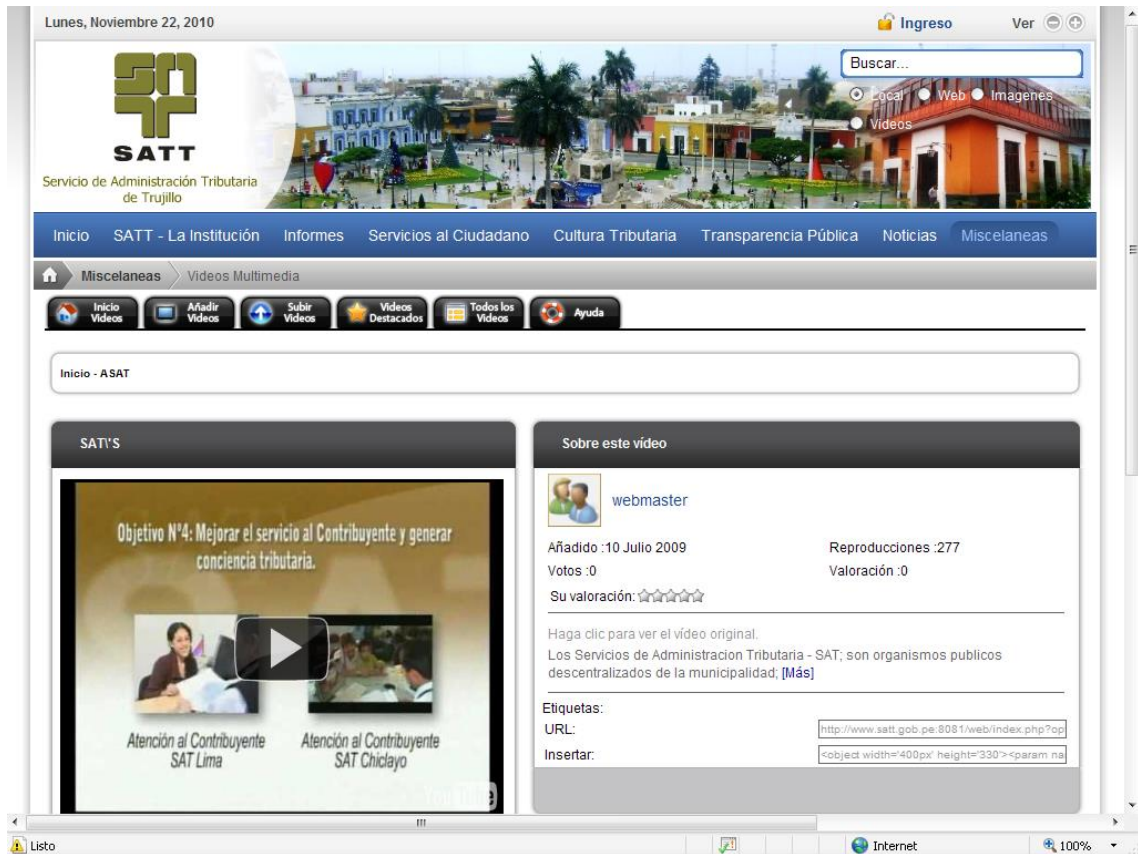 Lunes, Noviembre 22, 2010
Ingreso
Ver
SATT
Servicio de Administración Tributaria
de Trujillo
Buscar...
Local Web Imagenes
Videos
Inicio SATT - La Institución Informes Servicios al Ciudadano Cultura Tributaria Transparencia Pública Noticias Miscelaneas
Miscelaneas Videos Multimedia
Inicio Videos
Añadir Videos
Subir Videos
Videos Destacados
Todos los Videos
Ayuda
Inicio - ASAT
SAT\'S
Objetivo Nº4: Mejorar el servicio al Contribuyente y generar
conciencia tributaria.
Atención al Contribuyente
SAT Lima
Atención al Contribuyente
SAT Chiclayo
YouTube
Sobre este vídeo
webmaster
Añadido :10 Julio 2009 Reproducciones :277
Votos :0 Valoración :0
Su valoración:
Haga clic para ver el vídeo original.
Los Servicios de Administracion Tributaria - SAT; son organismos publicos
descentralizados de la municipalidad; [Más]
Etiquetas:
URL: http://www.satt.gob.pe:8081/web/index.php?op
Insertar: <object width='400px' height='330'><param na
Listo
Internet
100%